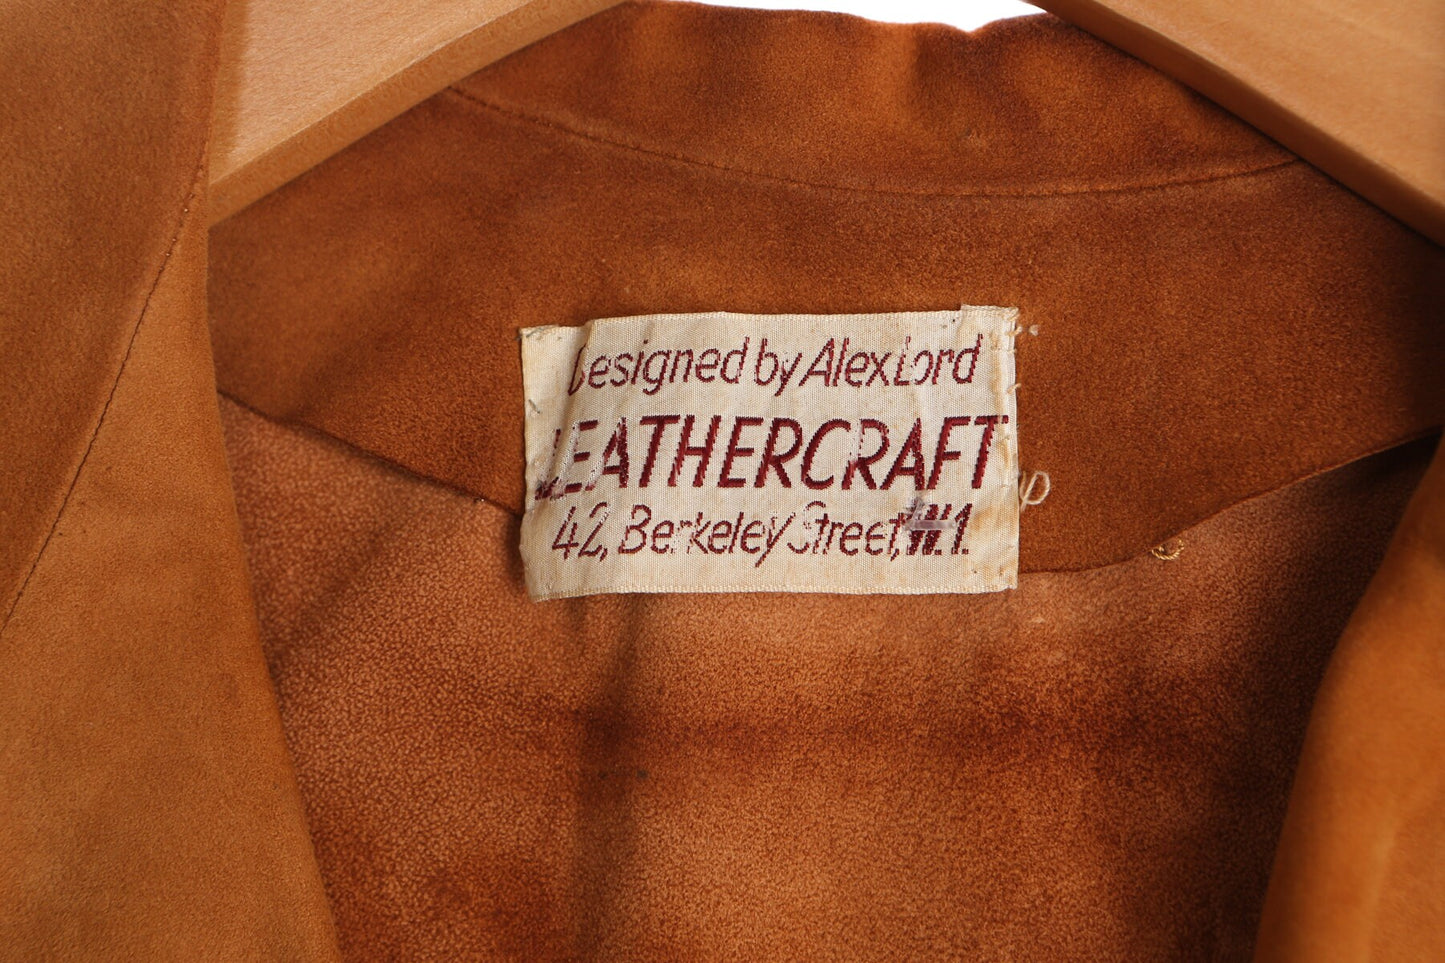 Designed by Alex Lord
LEATHERCRAFT
42, Berkeley Street, W.1.